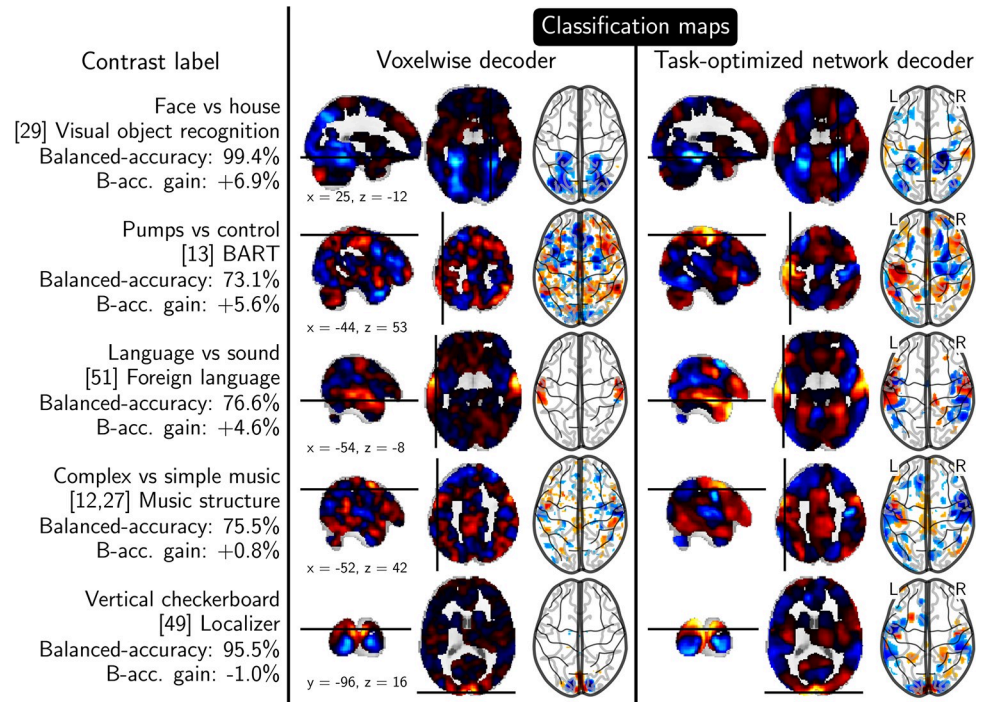 Classification maps
Contrast label
Voxelwise decoder
Task-optimized network decoder
Face vs house
[29] Visual object recognition
Balanced-accuracy: 99.4%
B-acc. gain: +6.9%
x = 25, z = -12
L R
Pumps vs control
[13] BART
Balanced-accuracy: 73.1%
B-acc. gain: +5.6%
x = -44, z = 53
L R
Language vs sound
[51] Foreign language
Balanced-accuracy: 76.6%
B-acc. gain: +4.6%
x = -54, z = -8
L R
Complex vs simple music
[12,27] Music structure
Balanced-accuracy: 75.5%
B-acc. gain: +0.8%
x = -52, z = 42
L R
Vertical checkerboard
[49] Localizer
Balanced-accuracy: 95.5%
B-acc. gain: -1.0%
y = -96, z = 16
L R